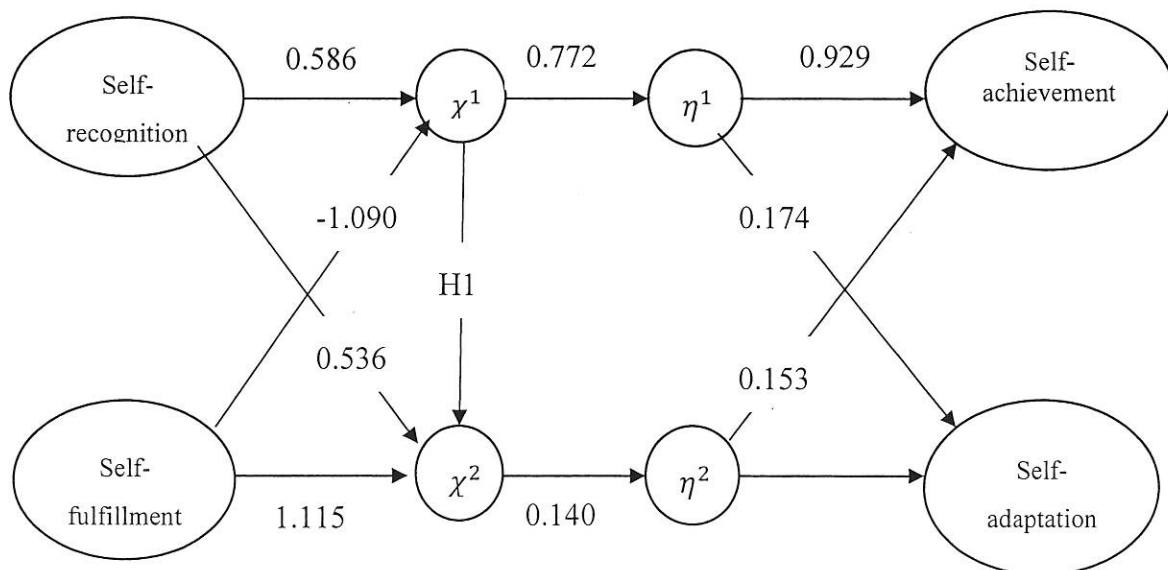 0.586
0.772
0.929
Self-
recognition
χ¹
η¹
Self-
achievement
-1.090
0.174
H1
0.536
0.153
Self-
fulfillment
χ²
η²
Self-
adaptation
1.115
0.140